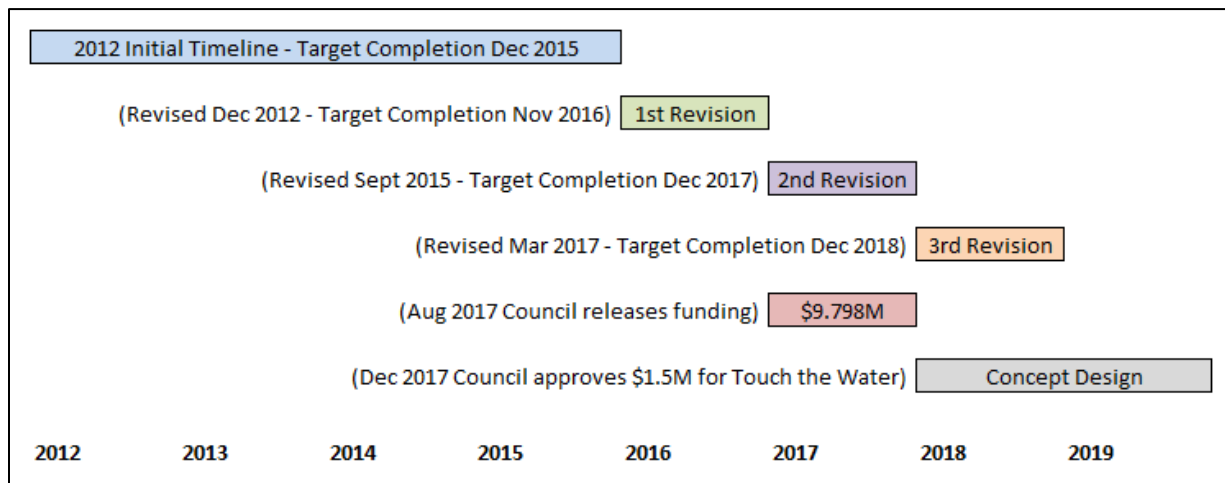 2012 Initial Timeline - Target Completion Dec 2015
(Revised Dec 2012 - Target Completion Nov 2016) 1st Revision
(Revised Sept 2015 - Target Completion Dec 2017) 2nd Revision
(Revised Mar 2017 - Target Completion Dec 2018) 3rd Revision
(Aug 2017 Council releases funding) $9.798M
(Dec 2017 Council approves $1.5M for Touch the Water) Concept Design
2012 2013 2014 2015 2016 2017 2018 2019